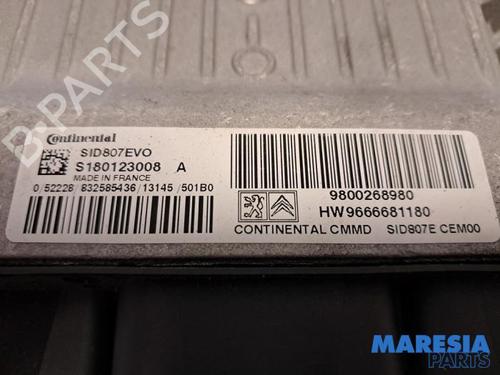 Continental
SID807EVO
S180123008 A
MADE IN FRANCE
0/52228/832585436/13145/501B0
9800268980
HW9666681180
CONTINENTAL CMMD SID807E CEM00
B-PARTS
MARESIA
PARTS